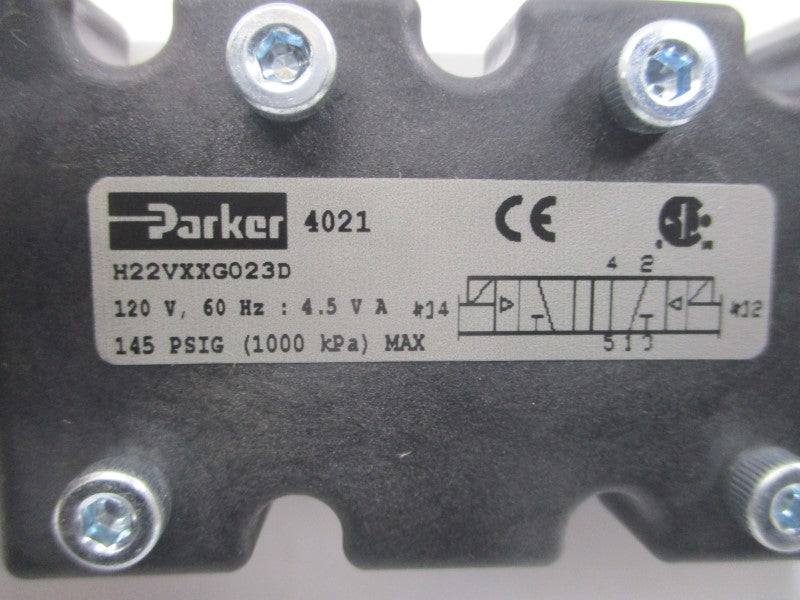 Parker 4021 CE
H22VXXG023D
4 2
120 V, 60 Hz : 4.5 V A
14 12
145 PSIG (1000 kPa) MAX
5 1 3